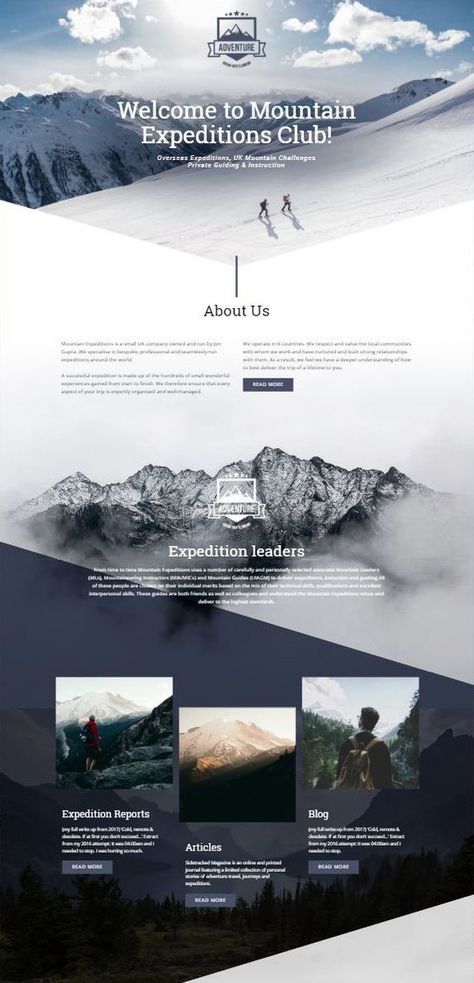 ADVENTURE
Welcome to Mountain
Expeditions Club!
Overseas Expeditions, UK Mountain Challenges
Private Guiding & Instruction
About Us
Mountain Expeditions is a small UK company owned and run by Jon
Gupta. We specialise in bespoke, professional and seamlessly-run
expeditions around the world.
A successful expedition is made up of the hundreds of small wonderful
experiences gained from start to finish. We therefore ensure that every
aspect of your trip is expertly organised and well-managed.
We operate in 6 countries. We respect and value the local communities
with whom we work and have nurtured and built strong relationships
with them. As a result, we feel we have a deeper understanding of how
to best deliver the trip of a lifetime to you.
READ MORE
ADVENTURE
Expedition leaders
From time to time Mountain Expeditions uses a number of carefully and personally selected associate Mountain Leaders
(MLs), Mountaineering Instructors (MIA/MICs) and Mountain Guides (UIAGM) to deliver expeditions, instruction and guiding.All
of these people are chosen on their individual merits based on the mix of their technical skills, qualifications and excellent
interpersonal skills. These guides are both friends as well as colleagues and understand the Mountain Expeditions ethos and
deliver to the highest standards.
Expedition Reports
(my full write up from 2017) 'Cold, remote &
desolate. If at first you don't succeed...' Extract
from my 2016 attempt: It was 04:00am and I
needed to stop. I was hurting so much.
READ MORE
Articles
Sidetracked Magazine is an online and printed
journal featuring a limited collection of personal
stories of adventure travel, journeys and
expeditions.
READ MORE
Blog
(my full write up from 2017) 'Cold, remote &
desolate. If at first you don't succeed...' Extract
from my 2016 attempt: It was 04:00am and I
needed to stop.
READ MORE